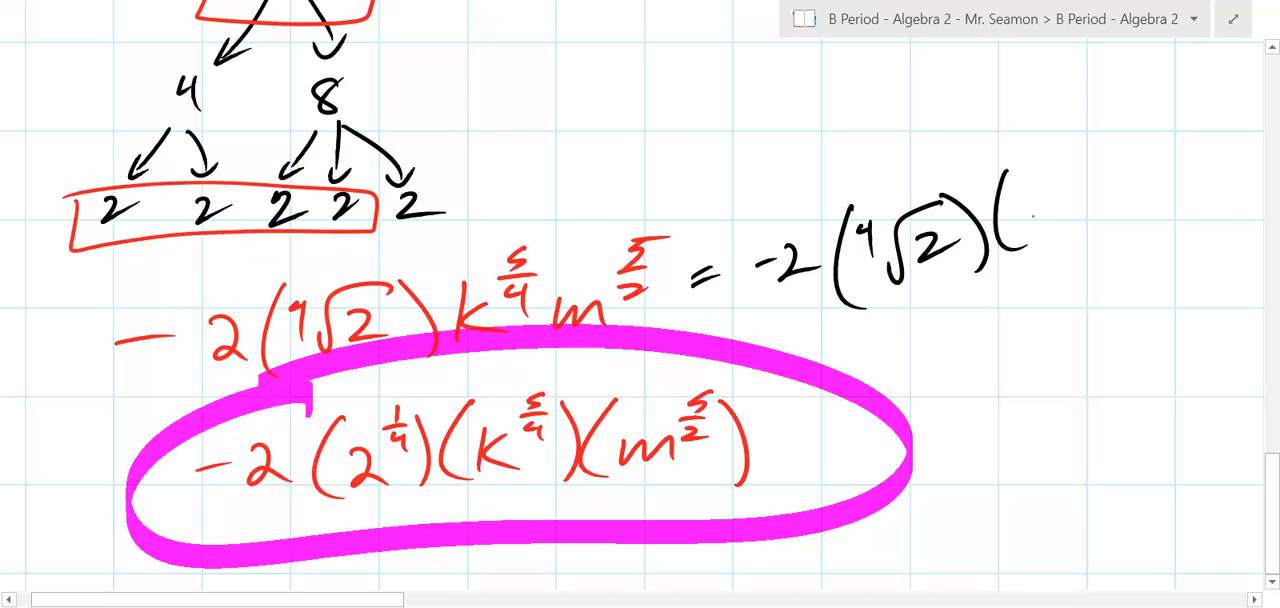 B Period - Algebra 2 - Mr. Seamon > B Period - Algebra 2
4 8
2 2 2 2 2
- 2 (⁴√2) k^(5/4) m^(5/2) = -2 (⁴√2) (
- 2 (2^(1/4)) (k^(5/4)) (m^(5/2))